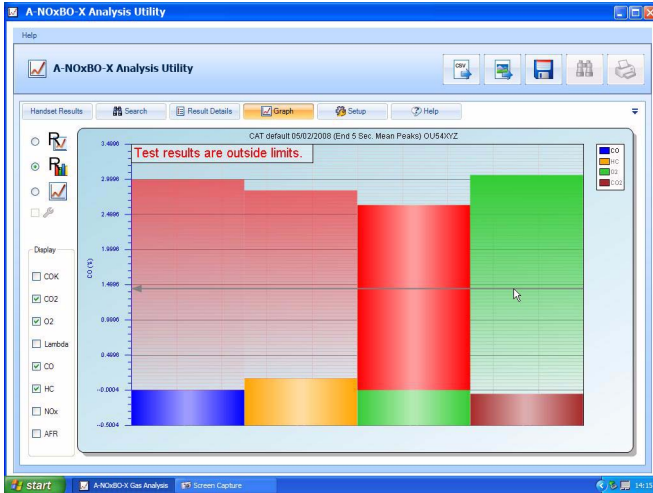 A-NOxBO-X Analysis Utility
Help
A-NOxBO-X Analysis Utility
CSV
Handset Results
Search
Result Details
Graph
Setup
Help
CAT default 05/02/2008 (End 5 Sec. Mean Peaks) OU54XYZ
Test results are outside limits.
3.4996
2.9996
2.4996
1.9996
1.4996
0.9996
0.4996
-0.0004
-0.5004
CO (%)
CO
HC
O2
CO2
Display
COK
CO2
O2
Lambda
CO
HC
NOx
AFR
start
A-NOxBO-X Gas Analysis
Screen Capture
14:15